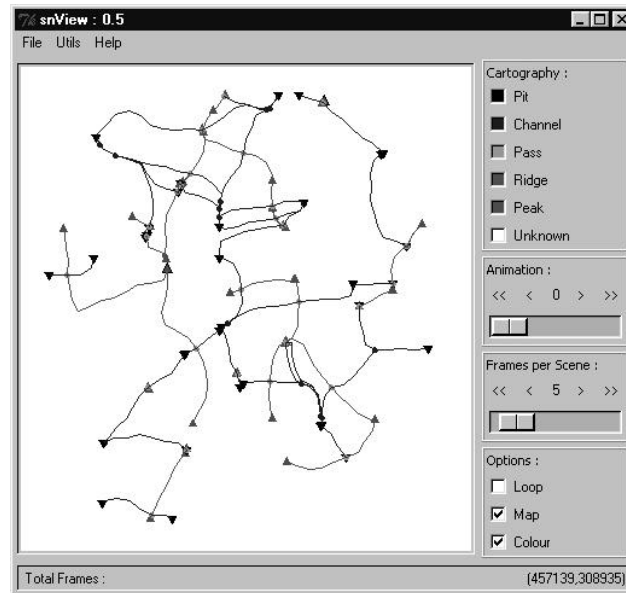 snView : 0.5
File Utils Help
Cartography :
Pit
Channel
Pass
Ridge
Peak
Unknown
Animation :
<< < 0 > >>
Frames per Scene :
<< < 5 > >>
Options :
Loop
Map
Colour
Total Frames : (457139,308935)